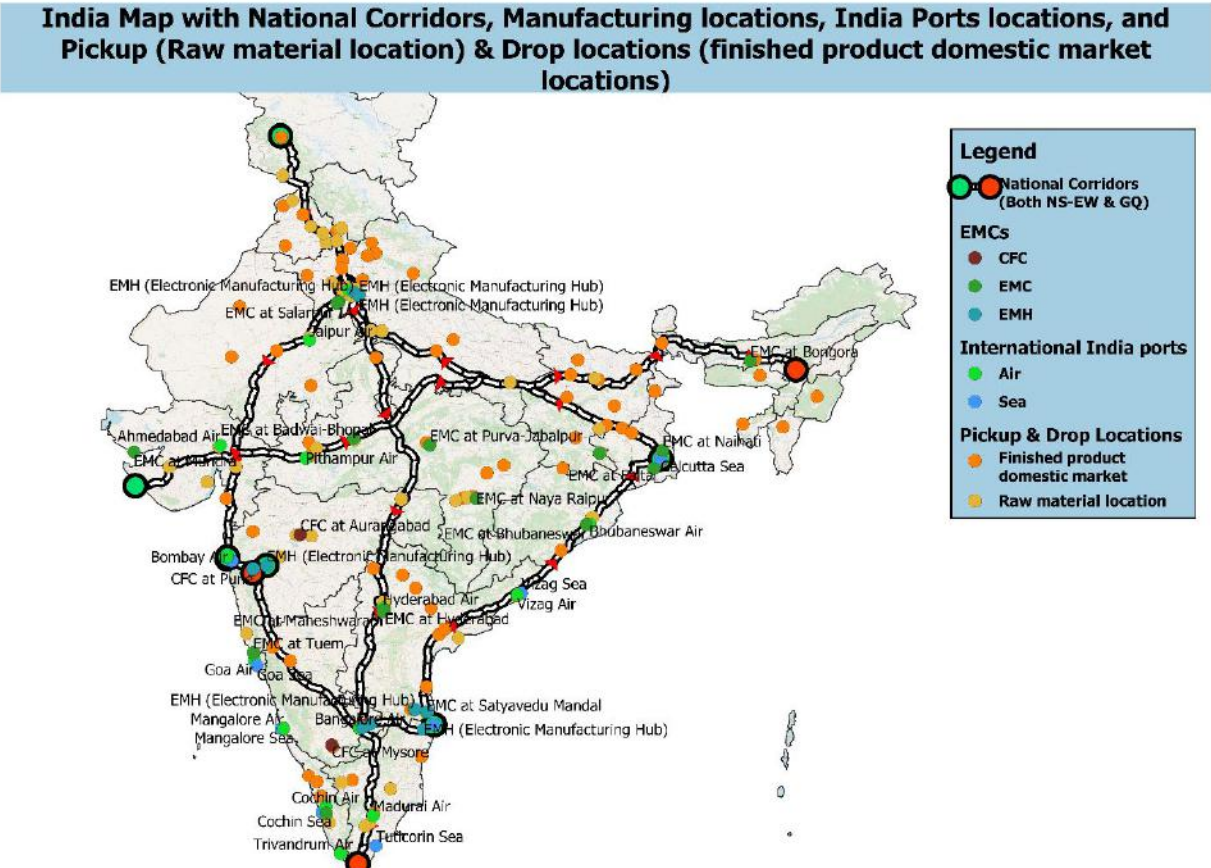 India Map with National Corridors, Manufacturing locations, India Ports locations, and
Pickup (Raw material location) & Drop locations (finished product domestic market
locations)
Legend
National Corridors
(Both NS-EW & GQ)
EMCs
CFC
EMC
EMH
International India ports
Air
Sea
Pickup & Drop Locations
Finished product
domestic market
Raw material location
EMH (Electronic Manufacturing Hub)
EMH (Electronic Manufacturing Hub)
EMH (Electronic Manufacturing Hub)
EMC at Salarpur
Jaipur Air
EMC at Bongora
Ahmedabad Air
EMC at Badwai-Bhopal
EMC at Purva-Jabalpur
EMC at Naihati
EMC at Mundra
Pithampur Air
EMC at Falta
Calcutta Sea
EMC at Naya Raipur
CFC at Aurangabad
EMC at Bhubaneswar
Bhubaneswar Air
Bombay Air
EMH (Electronic Manufacturing Hub)
CFC at Pune
Vizag Sea
Vizag Air
Hyderabad Air
EMC at Maheshwaram
EMC at Hyderabad
EMC at Tuem
Goa Air
Goa Sea
EMH (Electronic Manufacturing Hub)
EMC at Satyavedu Mandal
Mangalore Air
Bangalore Air
EMH (Electronic Manufacturing Hub)
Mangalore Sea
CFC at Mysore
Cochin Air
Madurai Air
Cochin Sea
Tuticorin Sea
Trivandrum Air